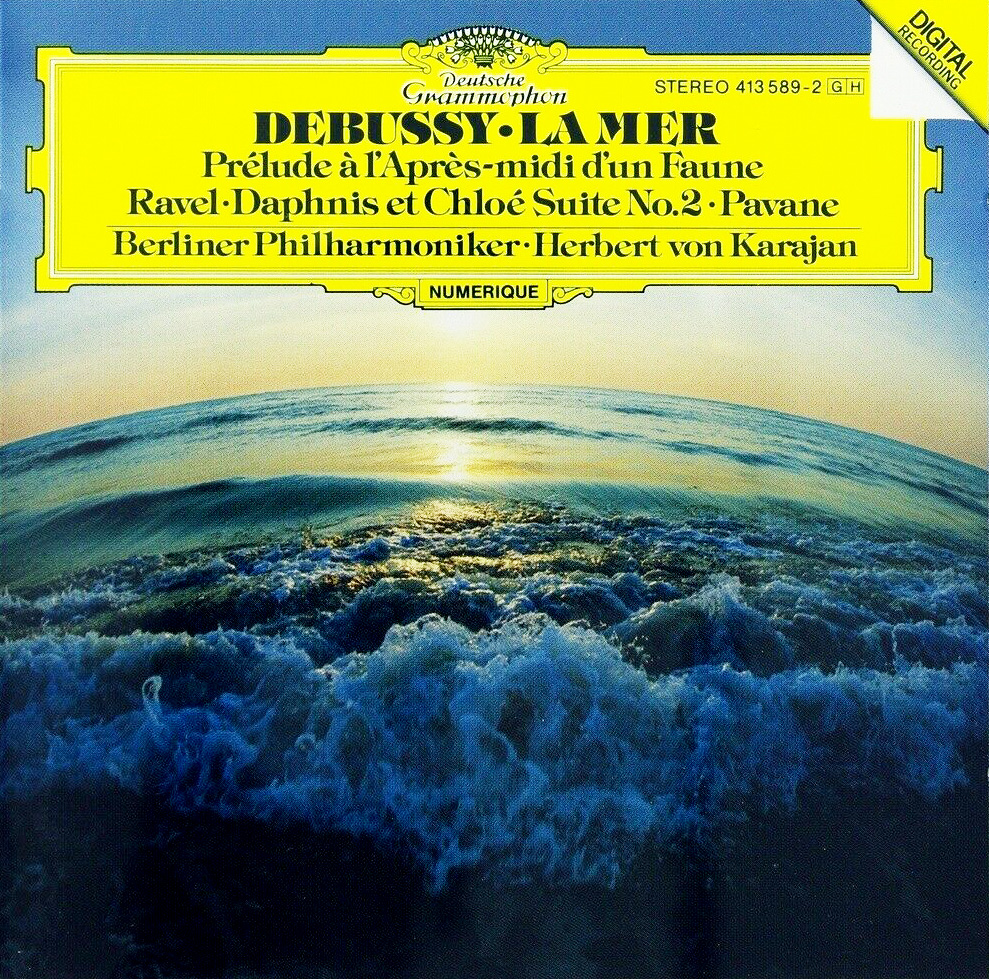 DIGITAL
RECORDING
Deutsche
Grammophon
STEREO 413 589-2 GH
DEBUSSY·LA MER
Prélude à l'Après-midi d'un Faune
Ravel·Daphnis et Chloé Suite No.2·Pavane
Berliner Philharmoniker·Herbert von Karajan
NUMERIQUE